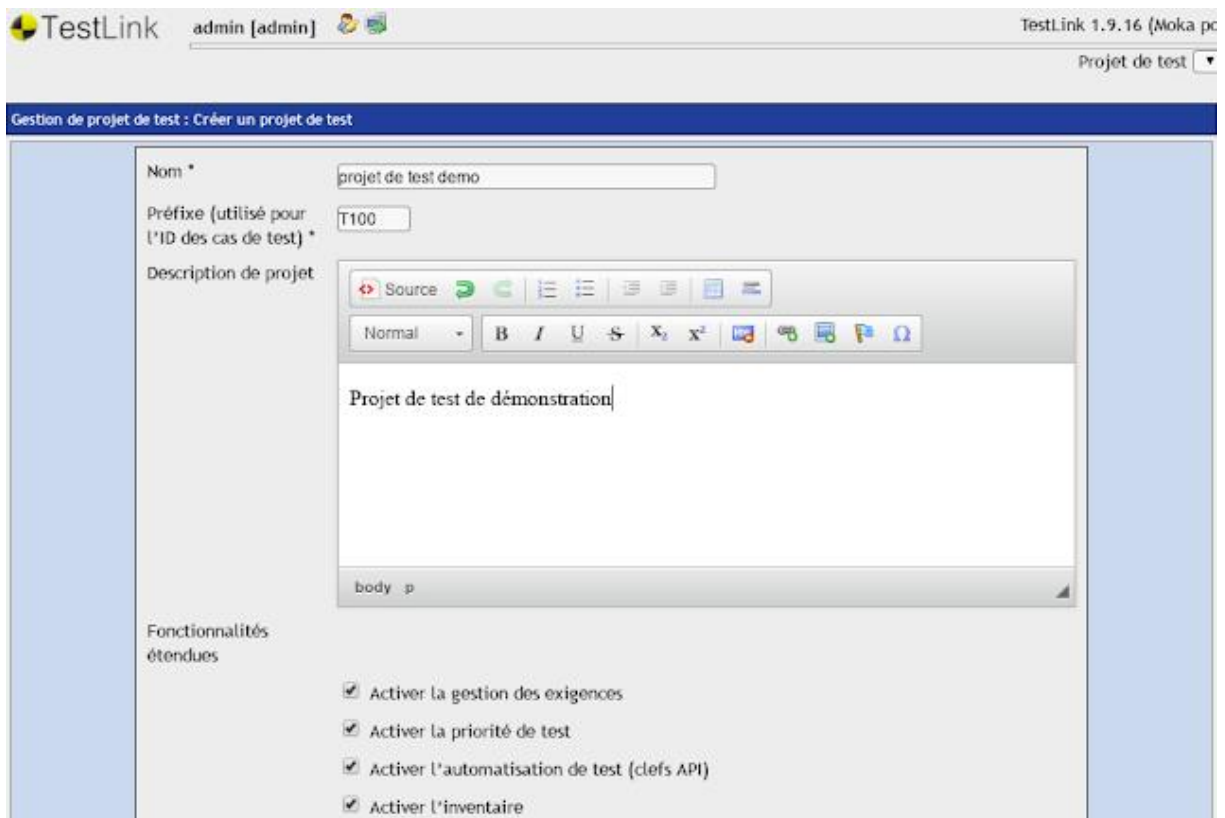 TestLink admin [admin] TestLink 1.9.16 (Moka po
Projet de test
Gestion de projet de test : Créer un projet de test
Nom * projet de test demo
Préfixe (utilisé pour
l'ID des cas de test) * T100
Description de projet
Source
Normal B I U S X₂ X² Ω
Projet de test de démonstration
body p
Fonctionnalités
étendues
Activer la gestion des exigences
Activer la priorité de test
Activer l'automatisation de test (clefs API)
Activer l'inventaire